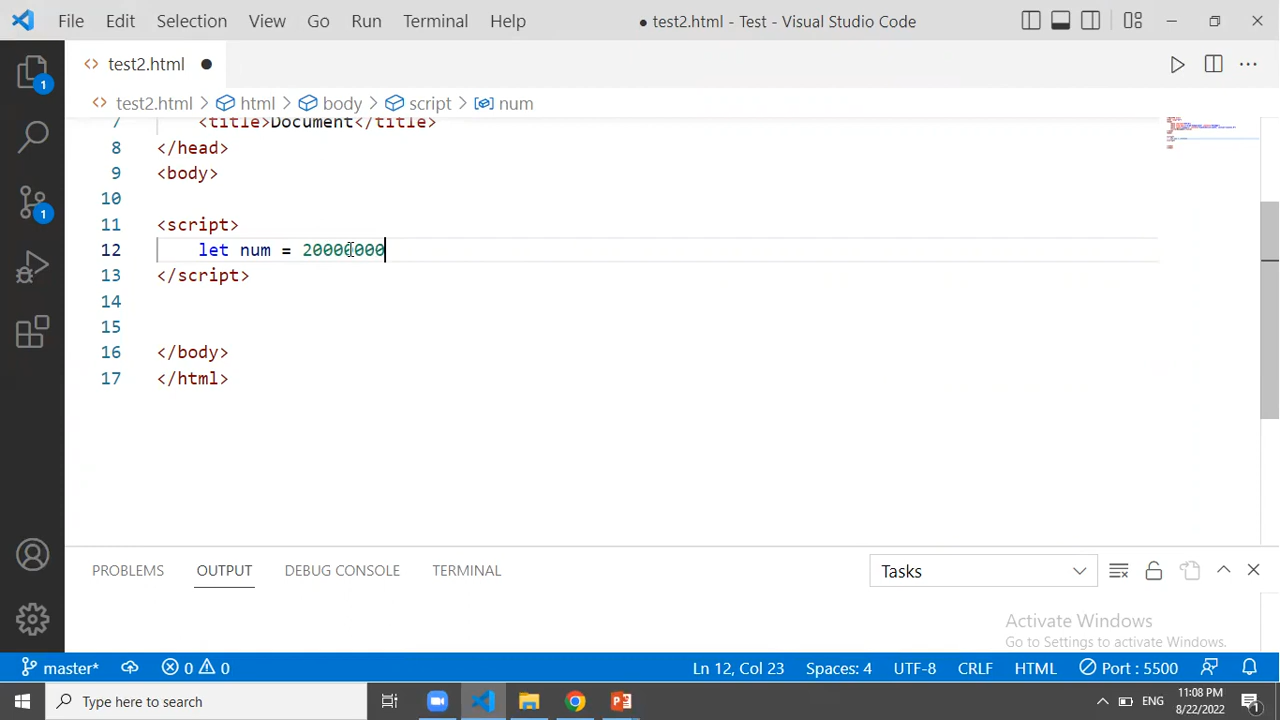 File Edit Selection View Go Run Terminal Help
● test2.html - Test - Visual Studio Code
<> test2.html ●
test2.html > html > body > script > num
7 <title>Document</title>
8 </head>
9 <body>
10
11 <script>
12 let num = 20000000
13 </script>
14
15
16 </body>
17 </html>
PROBLEMS OUTPUT DEBUG CONSOLE TERMINAL
Tasks
Activate Windows
Go to Settings to activate Windows.
master* 0 0 Ln 12, Col 23 Spaces: 4 UTF-8 CRLF HTML Port : 5500
Type here to search
ENG
11:08 PM
8/22/2022
1
1
1